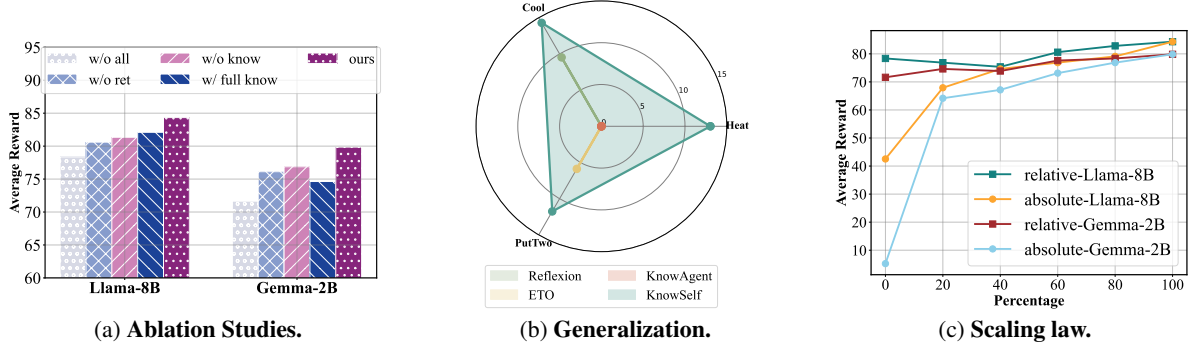 95
90
85
80
75
70
65
60
Average Reward
w/o all
w/o ret
w/o know
w/ full know
ours
Llama-8B
Gemma-2B
(a) Ablation Studies.
Cool
Heat
PutTwo
0
5
10
15
Reflexion
ETO
KnowAgent
KnowSelf
(b) Generalization.
80
70
60
50
40
30
20
10
Average Reward
relative-Llama-8B
absolute-Llama-8B
relative-Gemma-2B
absolute-Gemma-2B
0 20 40 60 80 100
Percentage
(c) Scaling law.